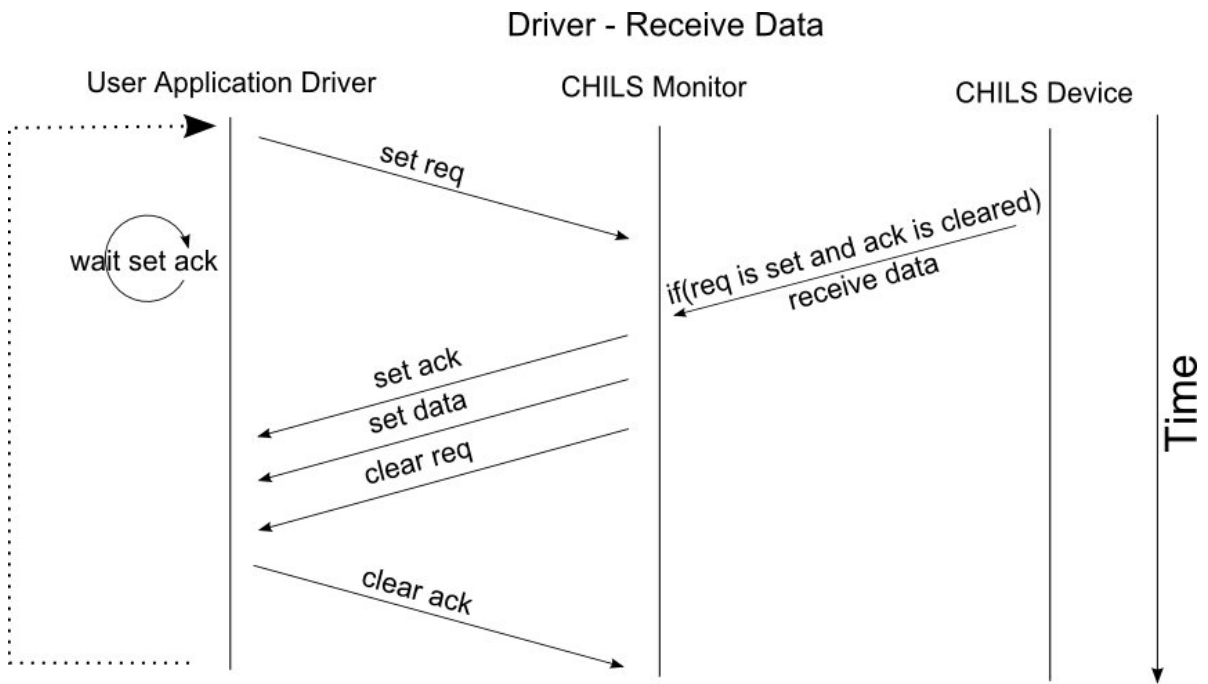 Driver - Receive Data
User Application Driver
CHILS Monitor
CHILS Device
set req
wait set ack
if(req is set and ack is cleared)
receive data
set ack
set data
clear req
clear ack
Time